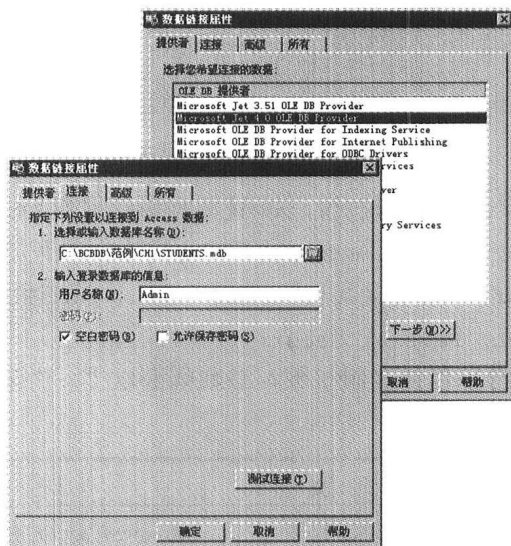 数据链接属性
提供者 连接 高级 所有
选择您希望连接的数据:
OLE DB 提供者
Microsoft Jet 3.51 OLE DB Provider
Microsoft Jet 4.0 OLE DB Provider
Microsoft OLE DB Provider for Indexing Service
Microsoft OLE DB Provider for Internet Publishing
Microsoft OLE DB Provider for ODBC Drivers
rvices
ver
ry Services
下一步(N)>>
取消 帮助
数据链接属性
提供者 连接 高级 所有
指定下列设置以连接到 Access 数据:
1. 选择或输入数据库名称(D):
C:\BCBDB\范例\CH1\STUDENTS.mdb
2. 输入登录数据库的信息:
用户名称(N): Admin
密码(P):
空白密码(B) 允许保存密码(S)
测试连接(T)
确定 取消 帮助